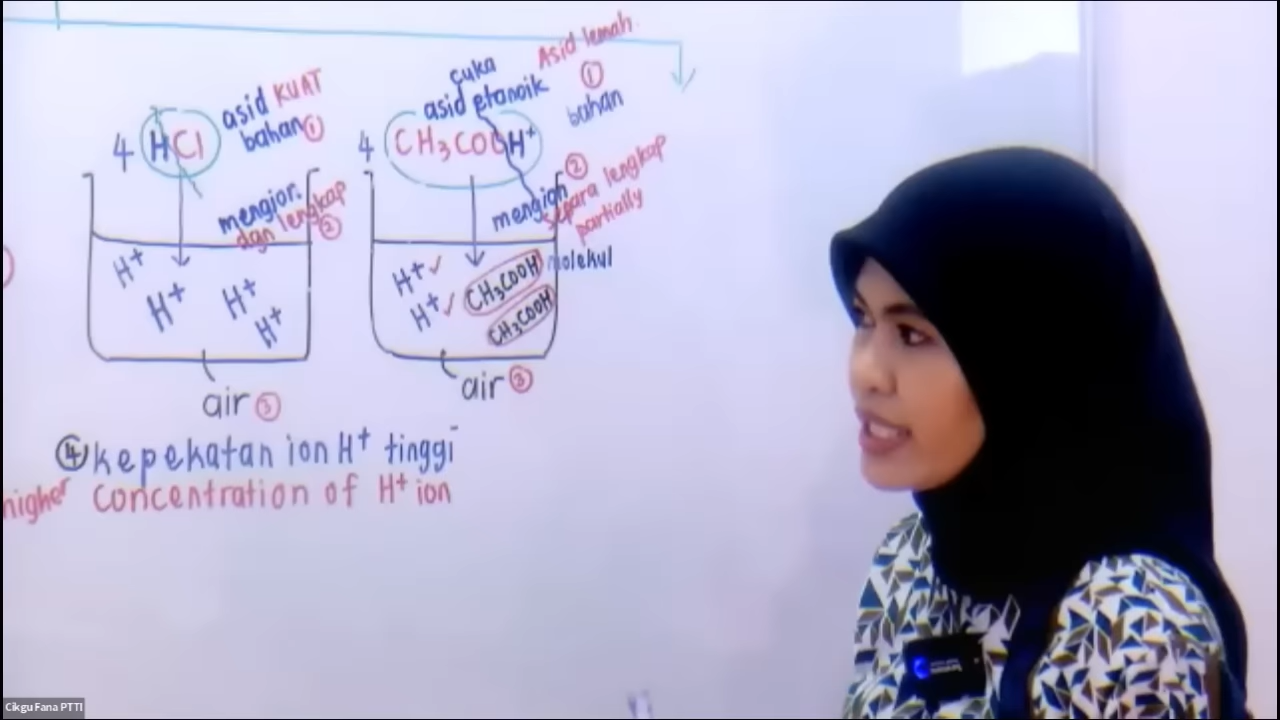 4 HCl
asid KUAT
bahan ①
mengion
dgn lengkap
②
H+
H+
H+
H+
air ③
cuka
asid etanoik
Asid lemah
①
bahan
4 CH3COOH+
②
mengion separa lengkap
partially
H+ ✓
H+ ✓
CH3COOH molekul
CH3COOH
air ③
④ kepekatan ion H+ tinggi
higher concentration of H+ ion
Cikgu Fana PTTI